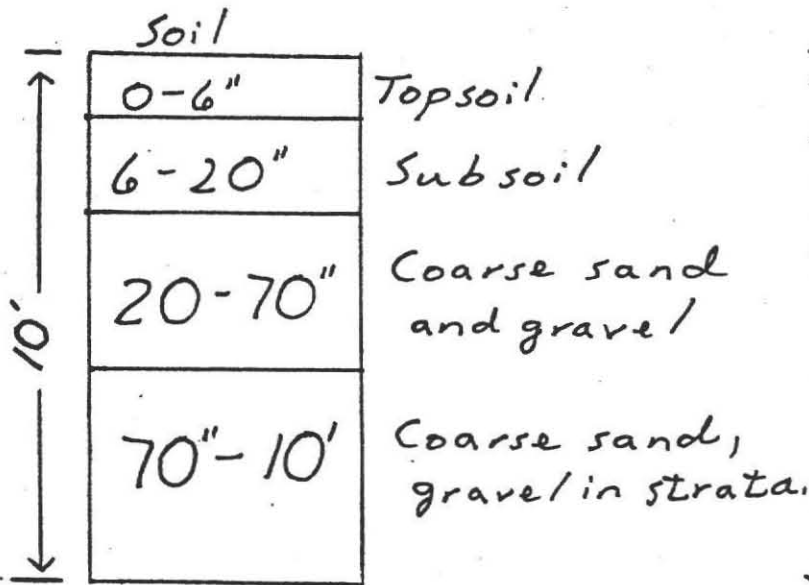 Soil
0-6" Topsoil
6-20" Subsoil
20-70" Coarse sand
and gravel
10'
70"-10' Coarse sand,
gravel in strata.